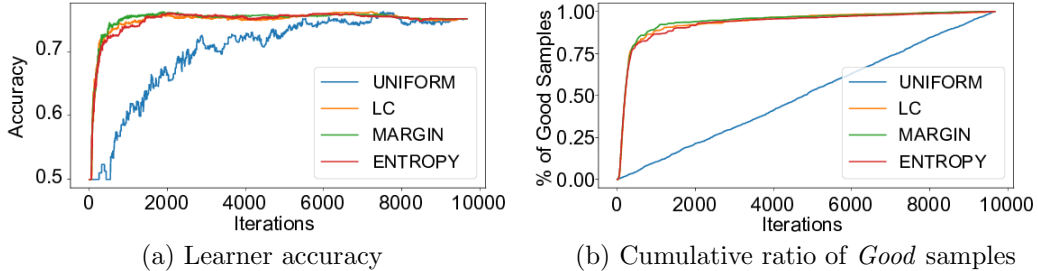 Accuracy
0.7
0.6
0.5
0
2000
4000
6000
8000
10000
Iterations
UNIFORM
LC
MARGIN
ENTROPY
(a) Learner accuracy
% of Good Samples
1.00
0.75
0.50
0.25
0.00
0
2000
4000
6000
8000
10000
Iterations
UNIFORM
LC
MARGIN
ENTROPY
(b) Cumulative ratio of Good samples